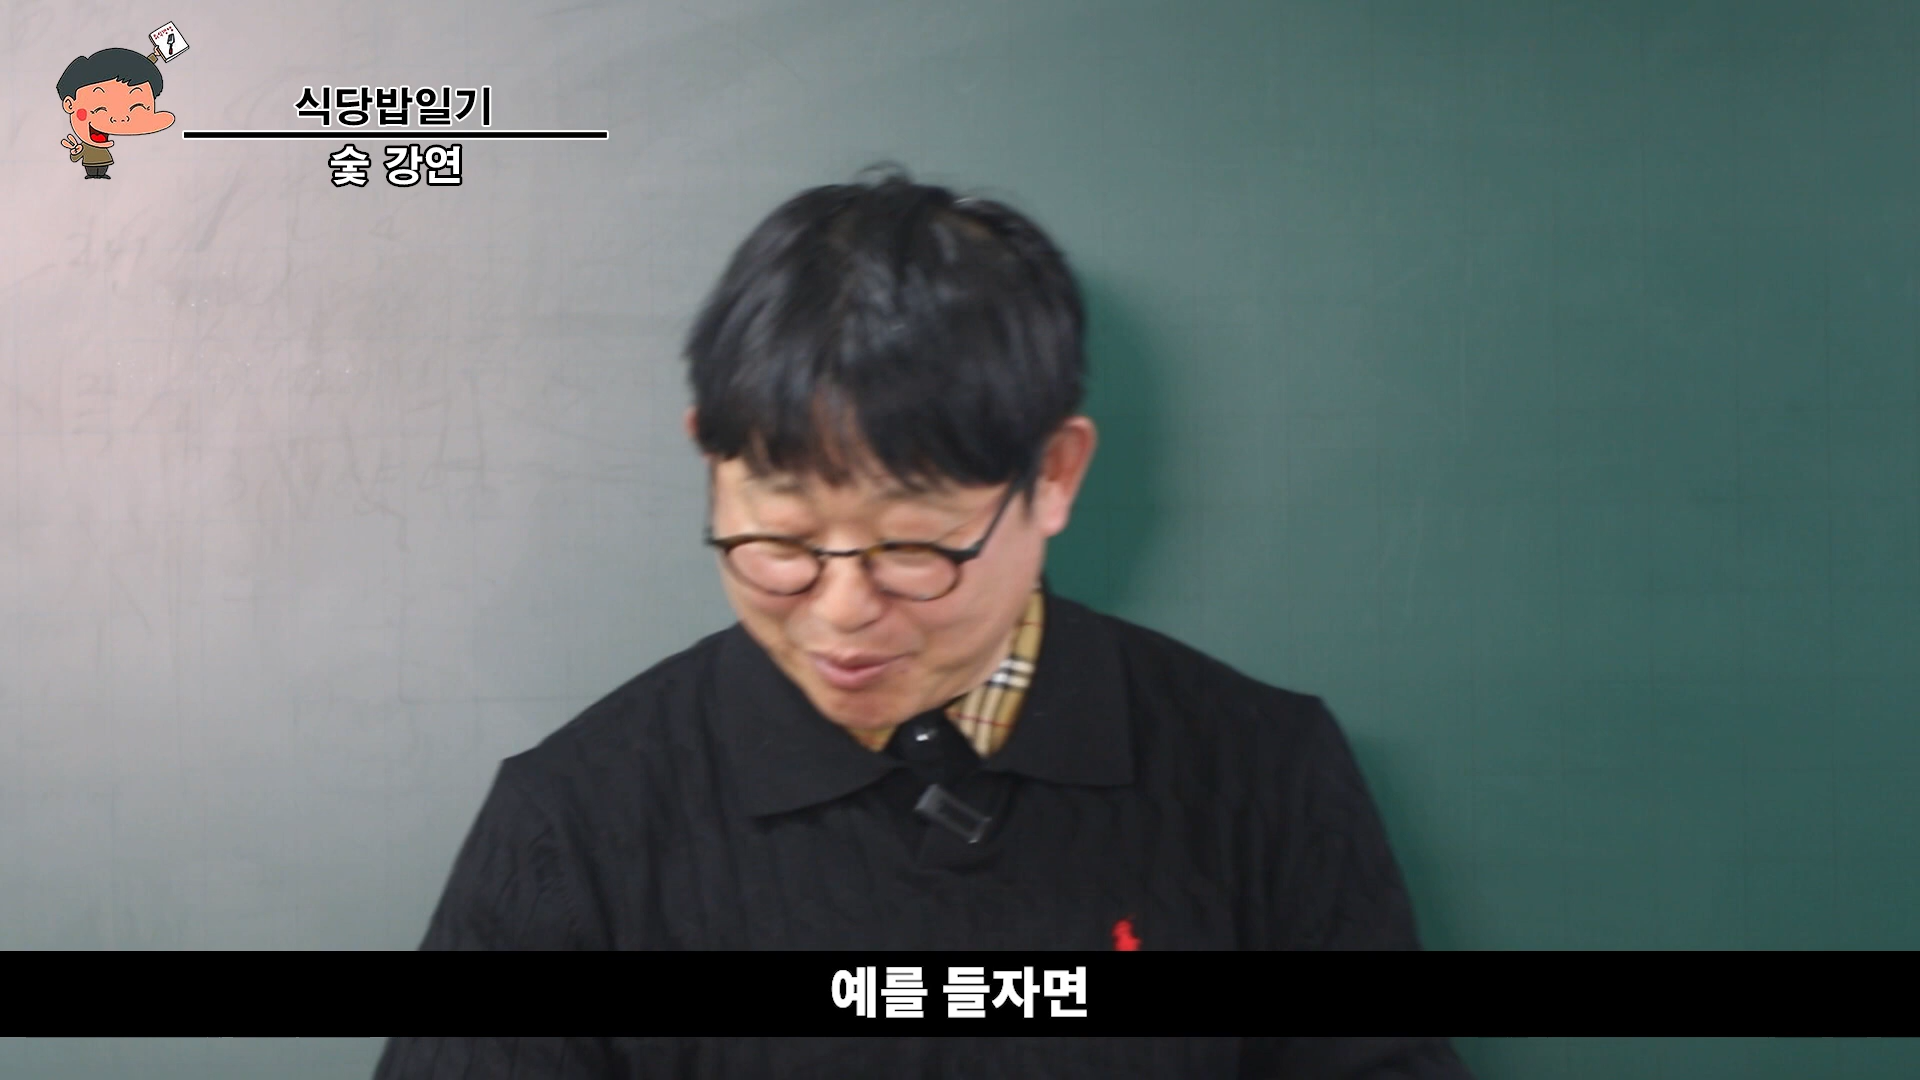 식당밥일기
숯 강연
예를 들자면